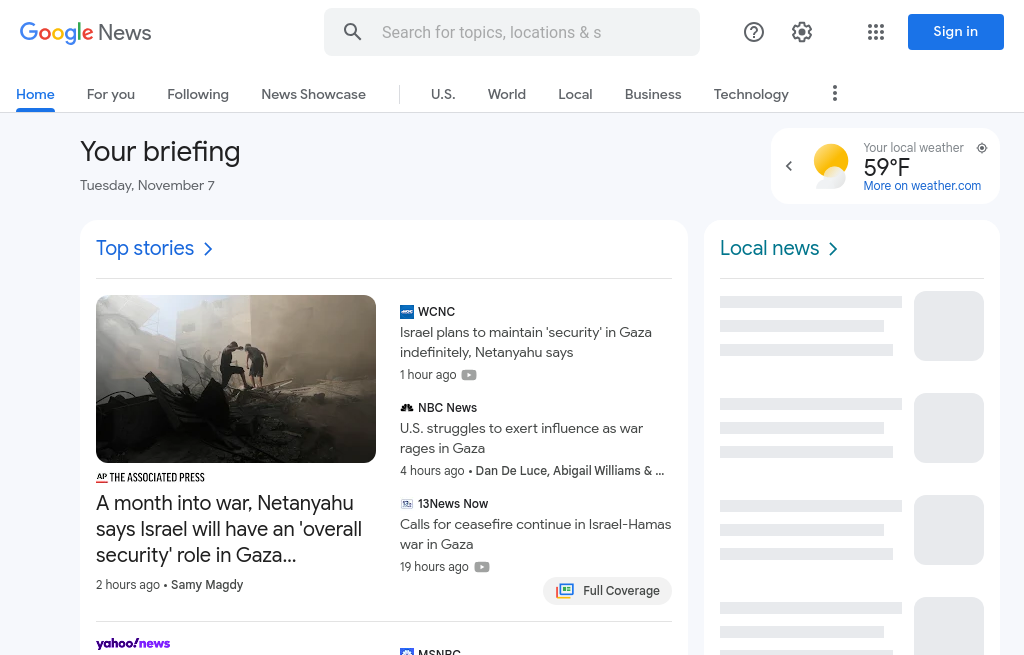 Google News
Search for topics, locations & s
Sign in
Home
For you
Following
News Showcase
U.S.
World
Local
Business
Technology
Your briefing
Tuesday, November 7
Your local weather
59°F
More on weather.com
Top stories
AP THE ASSOCIATED PRESS
A month into war, Netanyahu
says Israel will have an 'overall
security' role in Gaza...
2 hours ago • Samy Magdy
WCNC
Israel plans to maintain 'security' in Gaza
indefinitely, Netanyahu says
1 hour ago
NBC News
U.S. struggles to exert influence as war
rages in Gaza
4 hours ago • Dan De Luce, Abigail Williams & ...
13News Now
Calls for ceasefire continue in Israel-Hamas
war in Gaza
19 hours ago
Full Coverage
yahoo!news
MSNBC
Local news